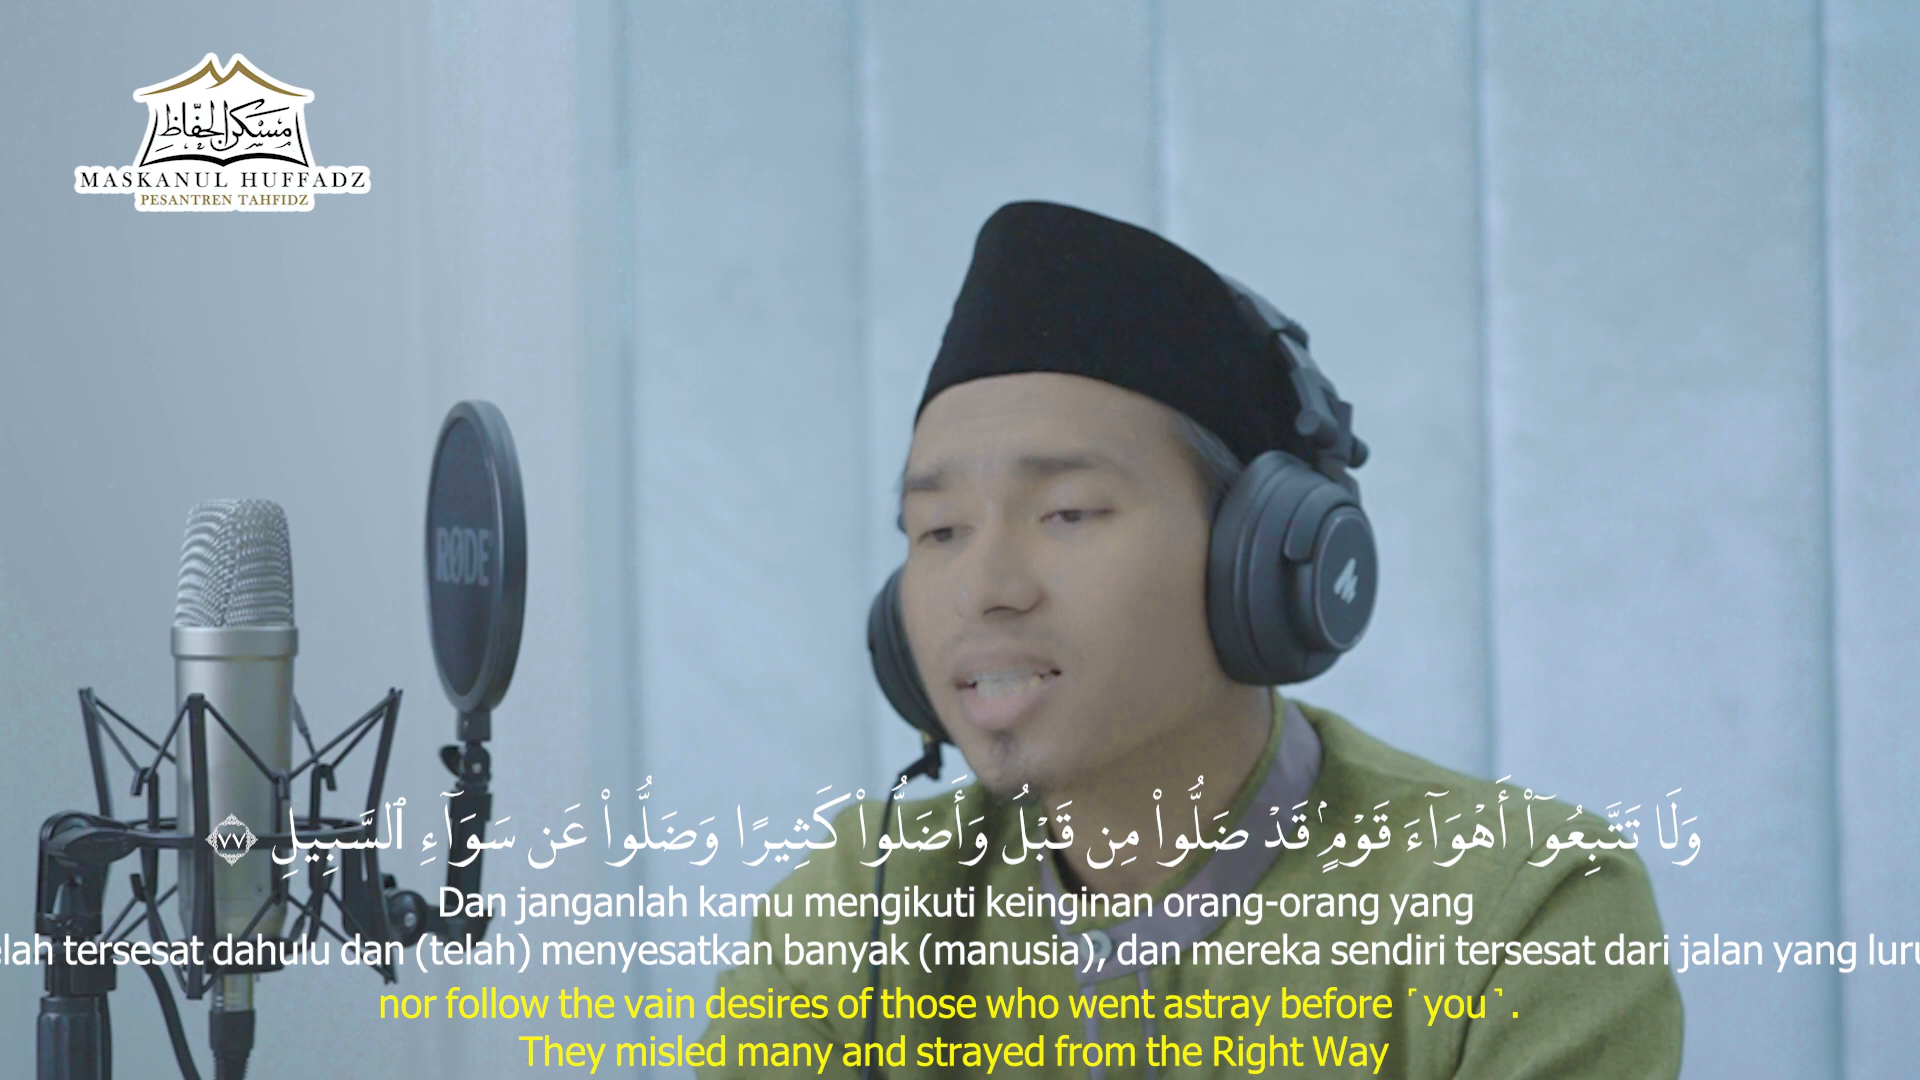 مسكن الحفاظ
MASKANUL HUFFADZ
PESANTREN TAHFIDZ
RØDE
وَلَا تَتَّبِعُوٓا۟ أَهْوَآءَ قَوْمٍۢ قَدْ ضَلُّوا۟ مِن قَبْلُ وَأَضَلُّوا۟ كَثِيرًا وَضَلُّوا۟ عَن سَوَآءِ ٱلسَّبِيلِ ٧٧
Dan janganlah kamu mengikuti keinginan orang-orang yang
elah tersesat dahulu dan (telah) menyesatkan banyak (manusia), dan mereka sendiri tersesat dari jalan yang luru
nor follow the vain desires of those who went astray before ˹you˺.
They misled many and strayed from the Right Way